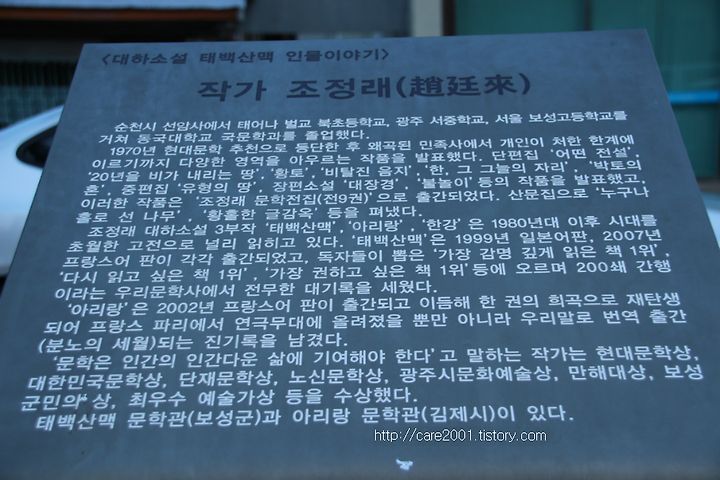 <대하소설 태백산맥 인물이야기>
작가 조정래(趙廷來)
순천시 선암사에서 태어나 벌교 북초등학교, 광주 서중학교, 서울 보성고등학교를
거쳐 동국대학교 국문학과를 졸업했다.
1970년 현대문학 추천으로 등단한 후 왜곡된 민족사에서 개인이 처한 한계에
이르기까지 다양한 영역을 아우르는 작품을 발표했다. 단편집 '어떤 전설',
'20년을 비가 내리는 땅', '황토', '비탈진 음지', '한, 그 그늘의 자리', '박토의
혼', 중편집 '유형의 땅', 장편소설 '대장경', '불놀이'등의 작품을 발표했고,
이러한 작품은 '조정래 문학전집(전9권)'으로 출간되었다. 산문집으로 '누구나
홀로 선 나무', '황홀한 글감옥' 등을 펴냈다.
조정래 대하소설 3부작 '태백산맥', '아리랑', '한강'은 1980년대 이후 시대를
초월한 고전으로 널리 읽히고 있다. '태백산맥'은 1999년 일본어판, 2007년
프랑스어 판이 각각 출간되었고, 독자들이 뽑은 '가장 감명 깊게 읽은 책 1위',
'다시 읽고 싶은 책 1위', '가장 권하고 싶은 책 1위'등에 오르며 200쇄 간행
이라는 우리문학사에서 전무한 대기록을 세웠다.
'아리랑'은 2002년 프랑스어 판이 출간되고 이듬해 한 권의 희곡으로 재탄생
되어 프랑스 파리에서 연극무대에 올려졌을 뿐만 아니라 우리말로 번역 출간
(분노의 세월)되는 진기록을 남겼다.
'문학은 인간의 인간다운 삶에 기여해야 한다'고 말하는 작가는 현대문학상,
대한민국문학상, 단재문학상, 노신문학상, 광주시문화예술상, 만해대상, 보성
군민의 상, 최우수 예술가상 등을 수상했다.
태백산맥 문학관(보성군)과 아리랑 문학관(김제시)이 있다.
http://care2001.tistory.com